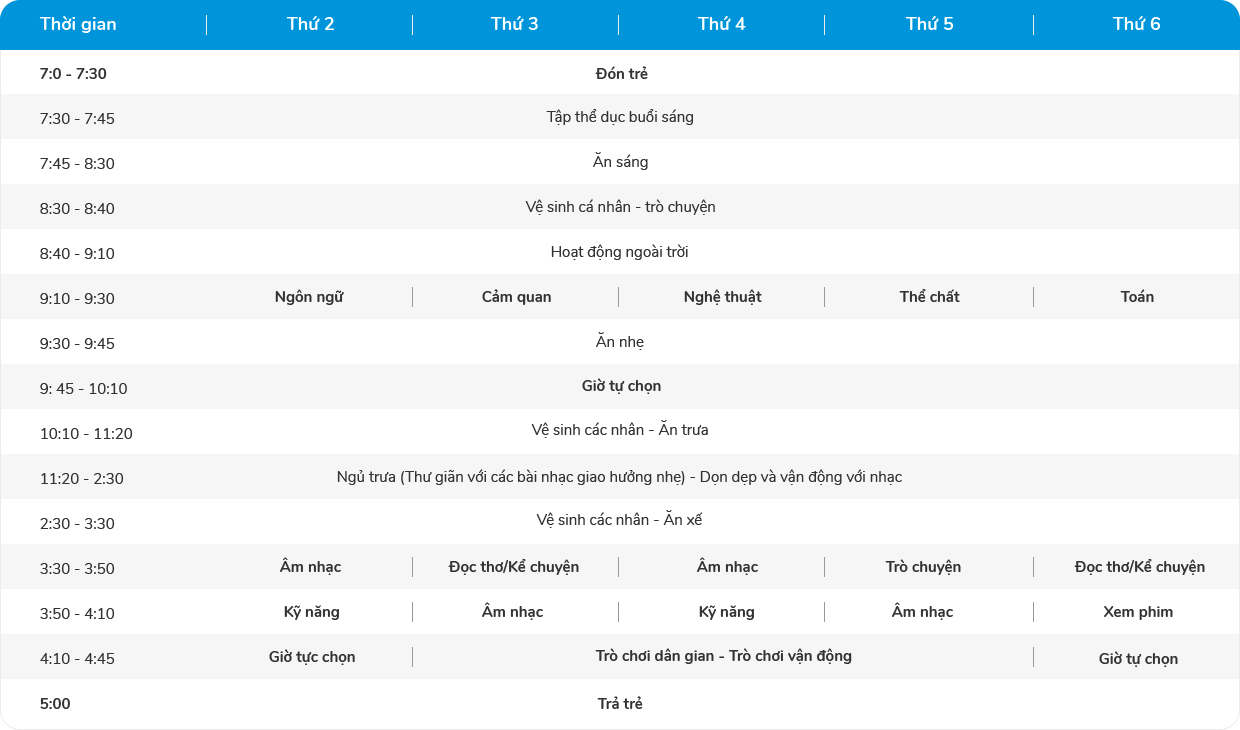 Thời gian Thứ 2 Thứ 3 Thứ 4 Thứ 5 Thứ 6
7:0 - 7:30 Đón trẻ
7:30 - 7:45 Tập thể dục buổi sáng
7:45 - 8:30 Ăn sáng
8:30 - 8:40 Vệ sinh cá nhân - trò chuyện
8:40 - 9:10 Hoạt động ngoài trời
9:10 - 9:30 Ngôn ngữ Cảm quan Nghệ thuật Thể chất Toán
9:30 - 9:45 Ăn nhẹ
9: 45 - 10:10 Giờ tự chọn
10:10 - 11:20 Vệ sinh các nhân - Ăn trưa
11:20 - 2:30 Ngủ trưa (Thư giãn với các bài nhạc giao hưởng nhẹ) - Dọn dẹp và vận động với nhạc
2:30 - 3:30 Vệ sinh các nhân - Ăn xế
3:30 - 3:50 Âm nhạc Đọc thơ/Kể chuyện Âm nhạc Trò chuyện Đọc thơ/Kể chuyện
3:50 - 4:10 Kỹ năng Âm nhạc Kỹ năng Âm nhạc Xem phim
4:10 - 4:45 Giờ tực chọn Trò chơi dân gian - Trò chơi vận động Giờ tự chọn
5:00 Trả trẻ